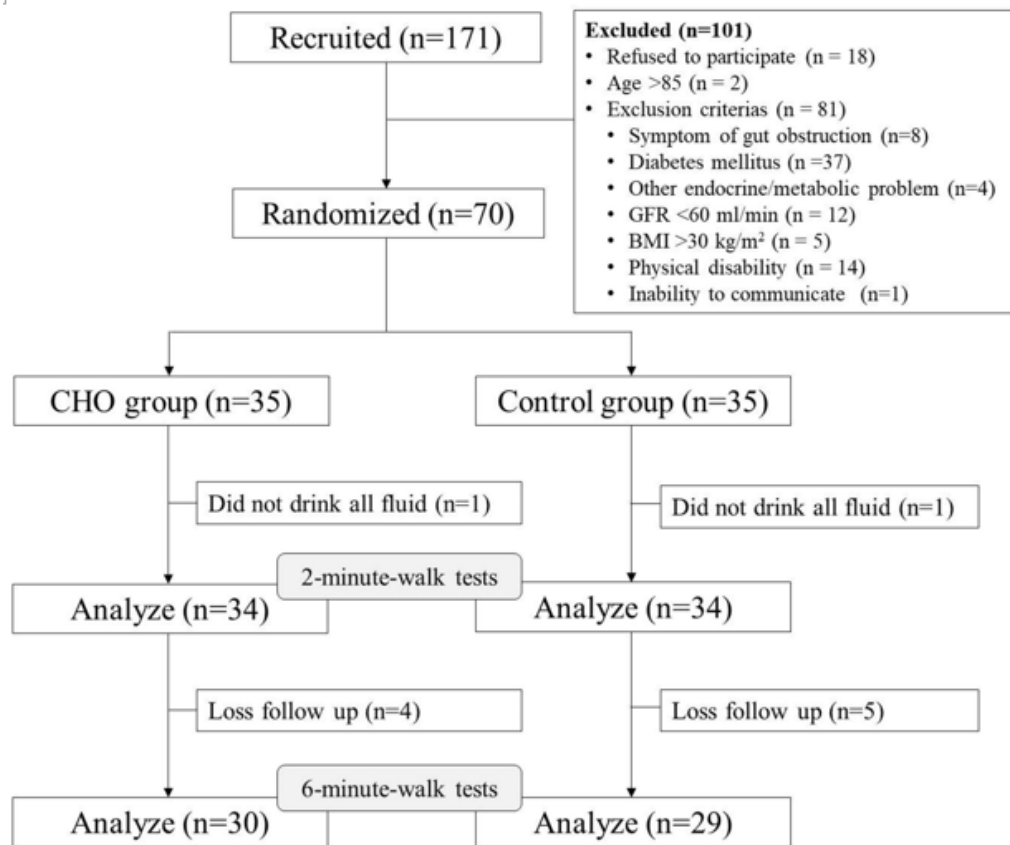 Recruited (n=171)
Excluded (n=101)
• Refused to participate (n = 18)
• Age >85 (n = 2)
• Exclusion criterias (n = 81)
• Symptom of gut obstruction (n=8)
• Diabetes mellitus (n =37)
• Other endocrine/metabolic problem (n=4)
• GFR <60 ml/min (n = 12)
• BMI >30 kg/m² (n = 5)
• Physical disability (n = 14)
• Inability to communicate (n=1)
Randomized (n=70)
CHO group (n=35)
Control group (n=35)
Did not drink all fluid (n=1)
Did not drink all fluid (n=1)
2-minute-walk tests
Analyze (n=34)
Analyze (n=34)
Loss follow up (n=4)
Loss follow up (n=5)
6-minute-walk tests
Analyze (n=30)
Analyze (n=29)